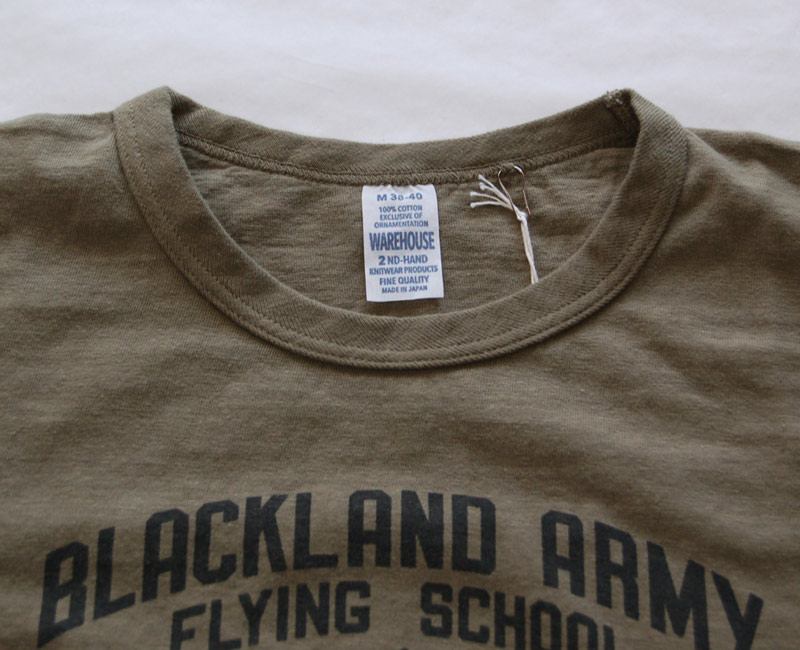 M 38-40
100% COTTON
EXCLUSIVE OF
ORNAMENTATION
WAREHOUSE
2ND-HAND
KNITWEAR PRODUCTS
FINE QUALITY
MADE IN JAPAN
BLACKLAND ARMY
FLYING SCHOOL